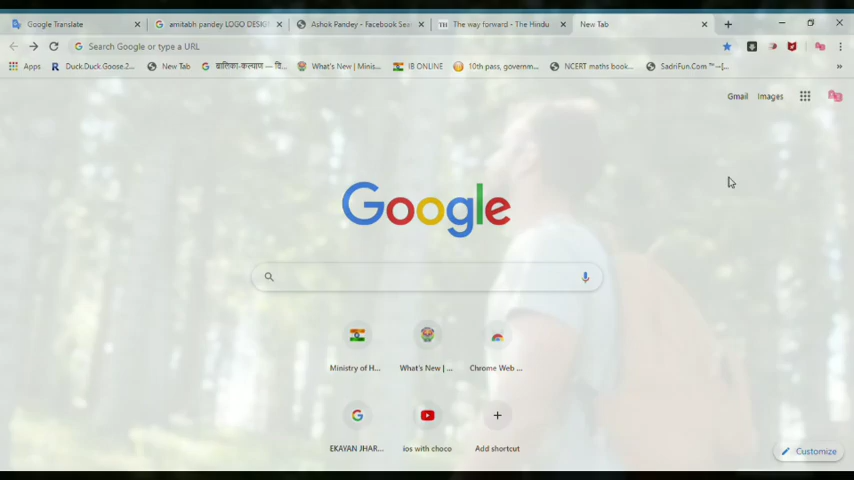 Google Translate
amitabh pandey LOGO DESIG
Ashok Pandey - Facebook Sea
The way forward - The Hindu
New Tab
Search Google or type a URL
Apps
Duck.Duck.Goose.2...
New Tab
बालिका-कल्याण — वि...
What's New | Minis...
IB ONLINE
10th pass, governm...
NCERT maths book...
SadriFun.Com ™--|...
»
Gmail
Images
Google
Ministry of H...
What's New | ...
Chrome Web ...
EKAYAN JHAR...
ios with choco
Add shortcut
Customize